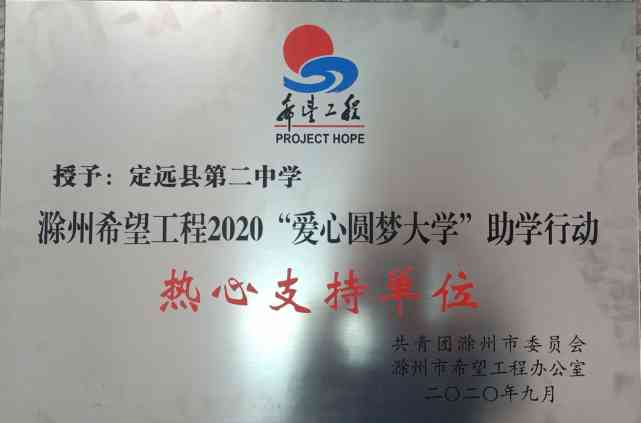 希望工程
PROJECT HOPE
授予：定远县第二中学
滁州希望工程2020“爱心圆梦大学”助学行动
热心支持单位
共青团滁州市委员会
滁州市希望工程办公室
二〇二〇年九月